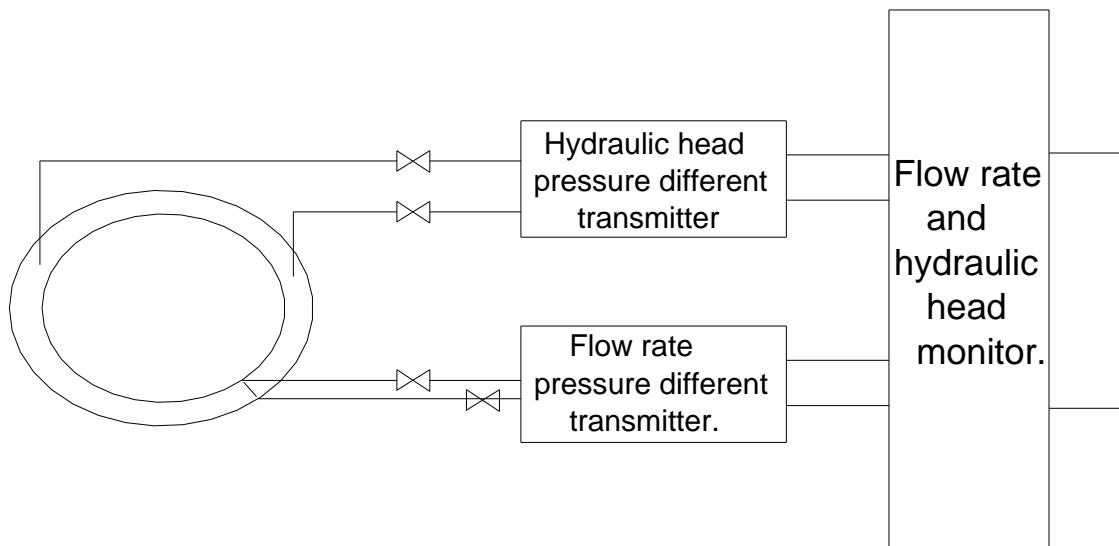 Hydraulic head
pressure different
transmitter
Flow rate
pressure different
transmitter.
Flow rate
and
hydraulic
head
monitor.